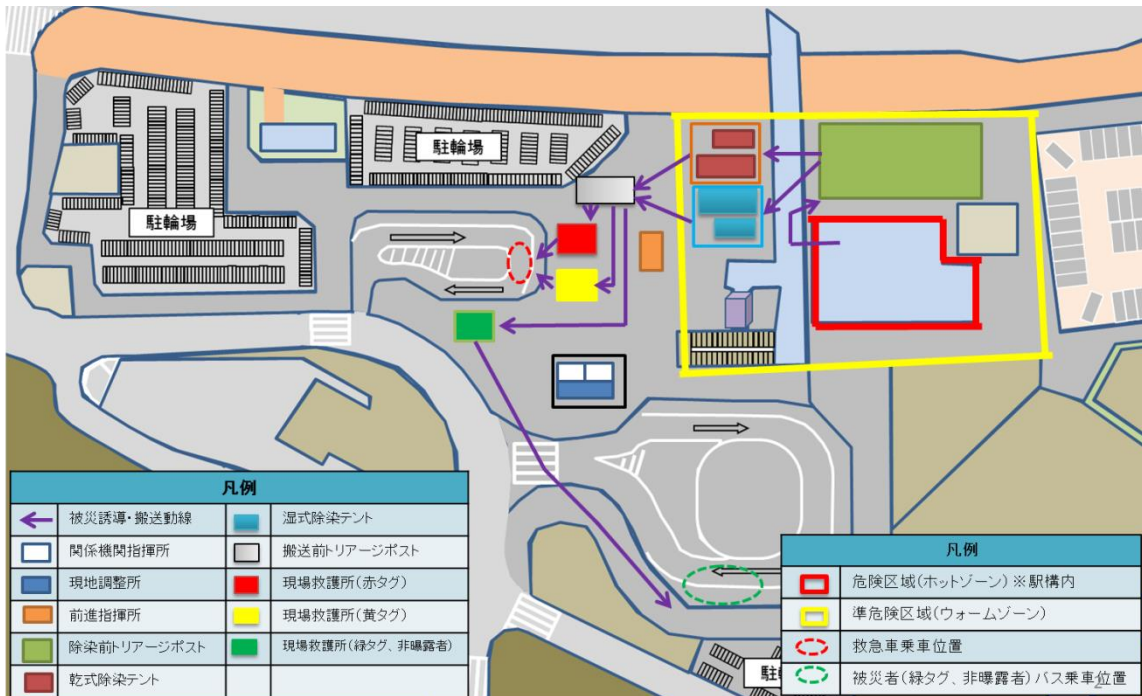 駐輪場
駐輪場
凡例
被災誘導・搬送動線
湿式除染テント
関係機関指揮所
搬送前トリアージポスト
現地調整所
現場救護所(赤タグ)
前進指揮所
現場救護所(黄タグ)
除染前トリアージポスト
現場救護所(緑タグ、非曝露者)
乾式除染テント
凡例
危険区域(ホットゾーン)※駅構内
準危険区域(ウォームゾーン)
救急車乗車位置
被災者(緑タグ、非曝露者)バス乗車位置